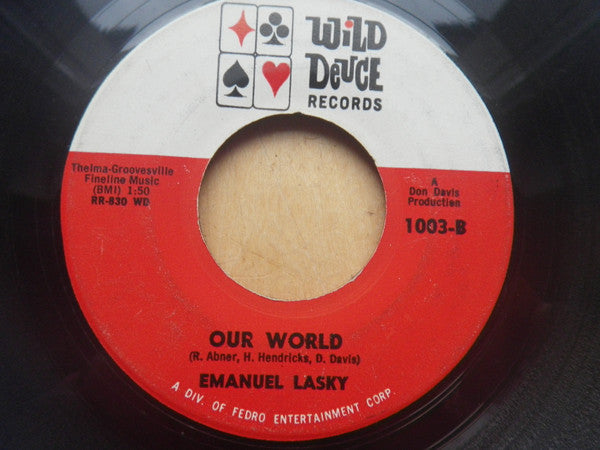 WiLD
DEUCE
RECORDS
Thelma-Groovesville
Fineline Music
(BMI) 1:50
RR-830 WD
A
Don Davis
Production
1003-B
OUR WORLD
(R. Abner, H. Hendricks, D. Davis)
EMANUEL LASKY
A DIV. OF FEDRO ENTERTAINMENT CORP.